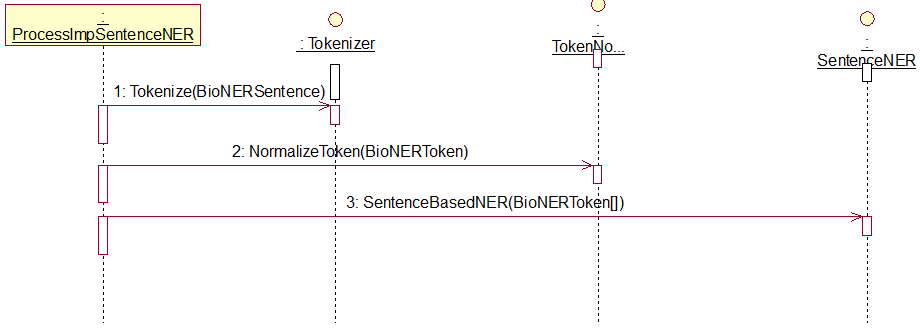 :
ProcessImpSentenceNER
: Tokenizer
:
TokenNo...
:
SentenceNER
1: Tokenize(BioNERSentence)
2: NormalizeToken(BioNERToken)
3: SentenceBasedNER(BioNERToken[])